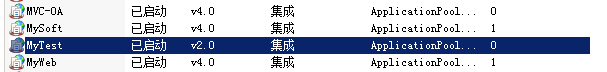 MVC-OA 已启动 v4.0 集成 ApplicationPool... 0
MySoft 已启动 v4.0 集成 ApplicationPool... 1
MyTest 已启动 v2.0 集成 ApplicationPool... 0
MyWeb 已启动 v4.0 集成 ApplicationPool... 1